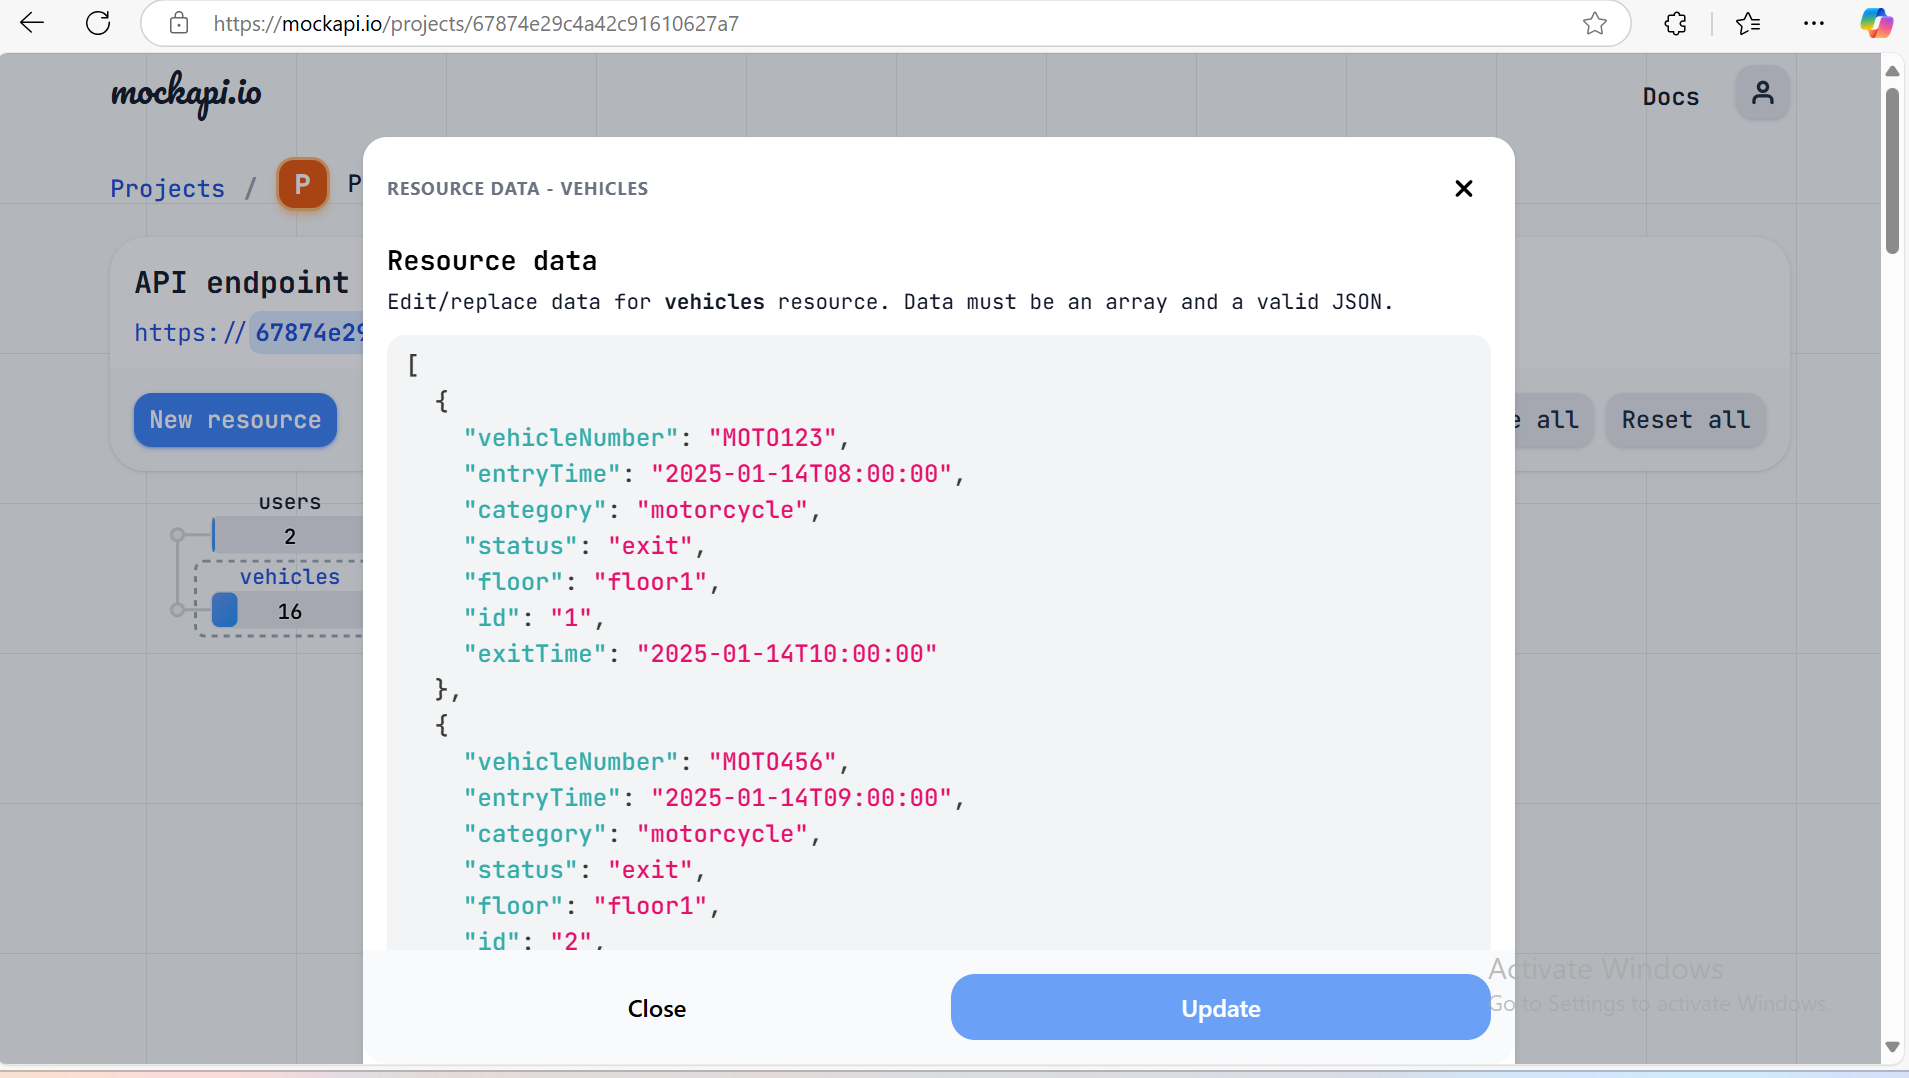 https://mockapi.io/projects/67874e29c4a42c91610627a7
mockapi.io
Docs
Projects / P P
RESOURCE DATA - VEHICLES
API endpoint
https://67874e29
New resource
e all
Reset all
users
2
vehicles
16
Resource data
Edit/replace data for vehicles resource. Data must be an array and a valid JSON.
[
{
"vehicleNumber": "MOTO123",
"entryTime": "2025-01-14T08:00:00",
"category": "motorcycle",
"status": "exit",
"floor": "floor1",
"id": "1",
"exitTime": "2025-01-14T10:00:00"
},
{
"vehicleNumber": "MOTO456",
"entryTime": "2025-01-14T09:00:00",
"category": "motorcycle",
"status": "exit",
"floor": "floor1",
"id": "2",
Close
Update
Activate Windows
Go to Settings to activate Windows.